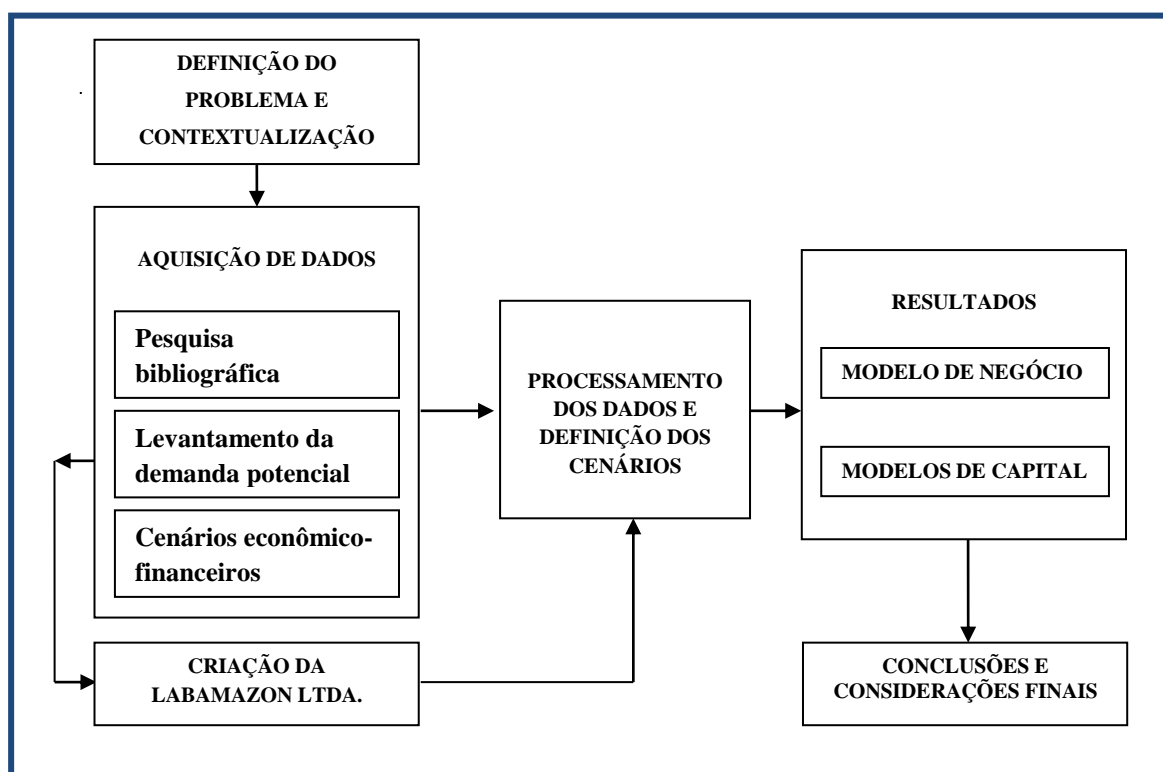 DEFINIÇÃO DO
PROBLEMA E
CONTEXTUALIZAÇÃO
AQUISIÇÃO DE DADOS
Pesquisa
bibliográfica
Levantamento da
demanda potencial
Cenários econômico-
financeiros
CRIAÇÃO DA
LABAMAZON LTDA.
PROCESSAMENTO
DOS DADOS E
DEFINIÇÃO DOS
CENÁRIOS
RESULTADOS
MODELO DE NEGÓCIO
MODELOS DE CAPITAL
CONCLUSÕES E
CONSIDERAÇÕES FINAIS